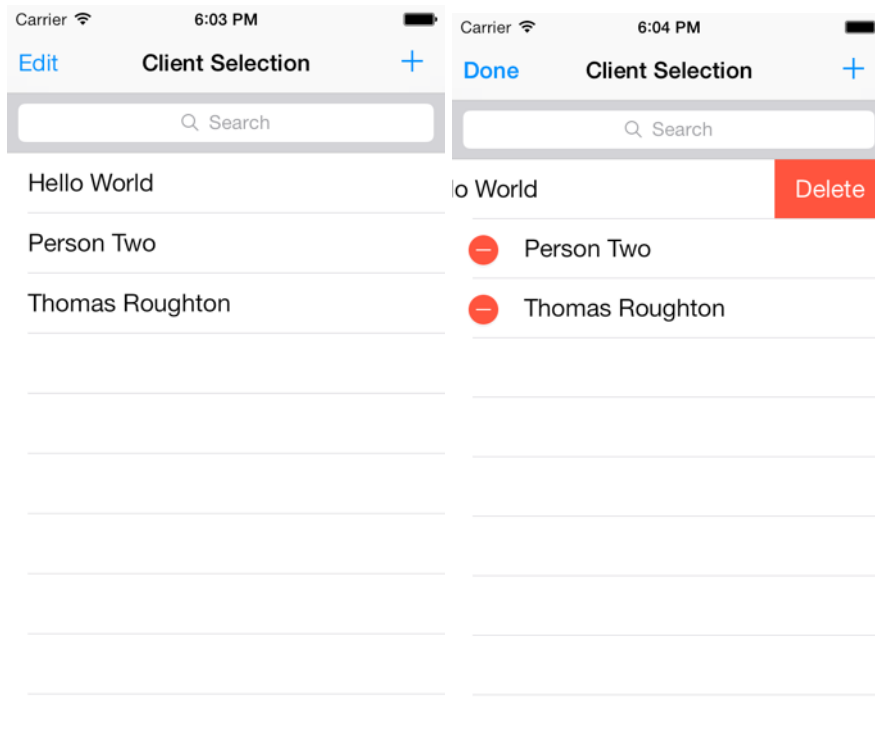 Carrier 6:03 PM
Edit Client Selection +
Search
Hello World
Person Two
Thomas Roughton
Carrier 6:04 PM
Done Client Selection +
Search
lo World Delete
Person Two
Thomas Roughton